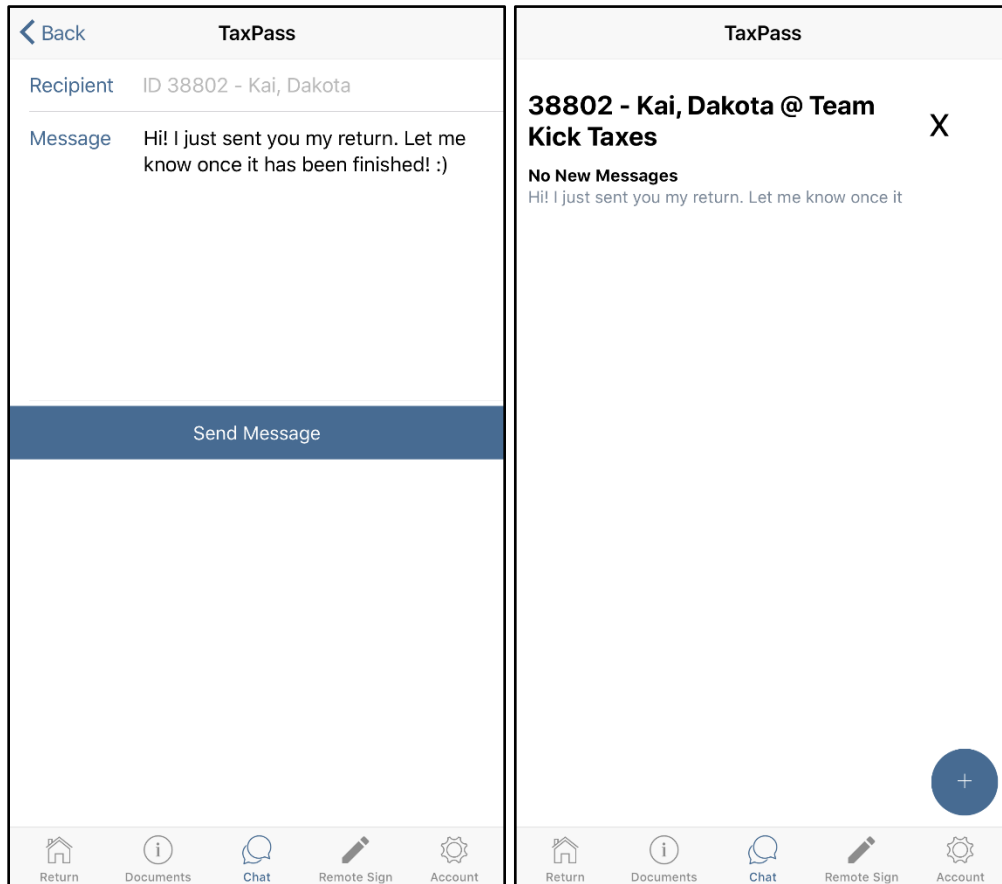 Back
TaxPass
Recipient ID 38802 - Kai, Dakota
Message Hi! I just sent you my return. Let me
know once it has been finished! :)
Send Message
Return Documents Chat Remote Sign Account
TaxPass
38802 - Kai, Dakota @ Team
Kick Taxes
X
No New Messages
Hi! I just sent you my return. Let me know once it
+
Return Documents Chat Remote Sign Account